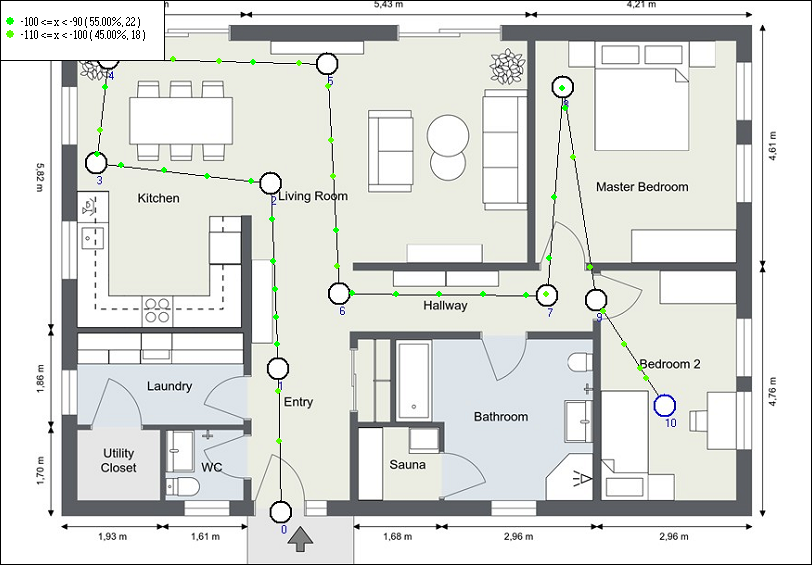 -100 <= x < -90 ( 55.00%, 22 )
-110 <= x < -100 ( 45.00%, 18 )
m
5,43 m
4,21 m
4
5
8
3
2
Living Room
Kitchen
Master Bedroom
5,82 m
4,61 m
6
Hallway
7
9
1,86 m
Laundry
1
Entry
Bedroom 2
4,76 m
10
Bathroom
Utility
Closet
WC
Sauna
1,70 m
0
1,93 m
1,61 m
1,68 m
2,96 m
2,96 m